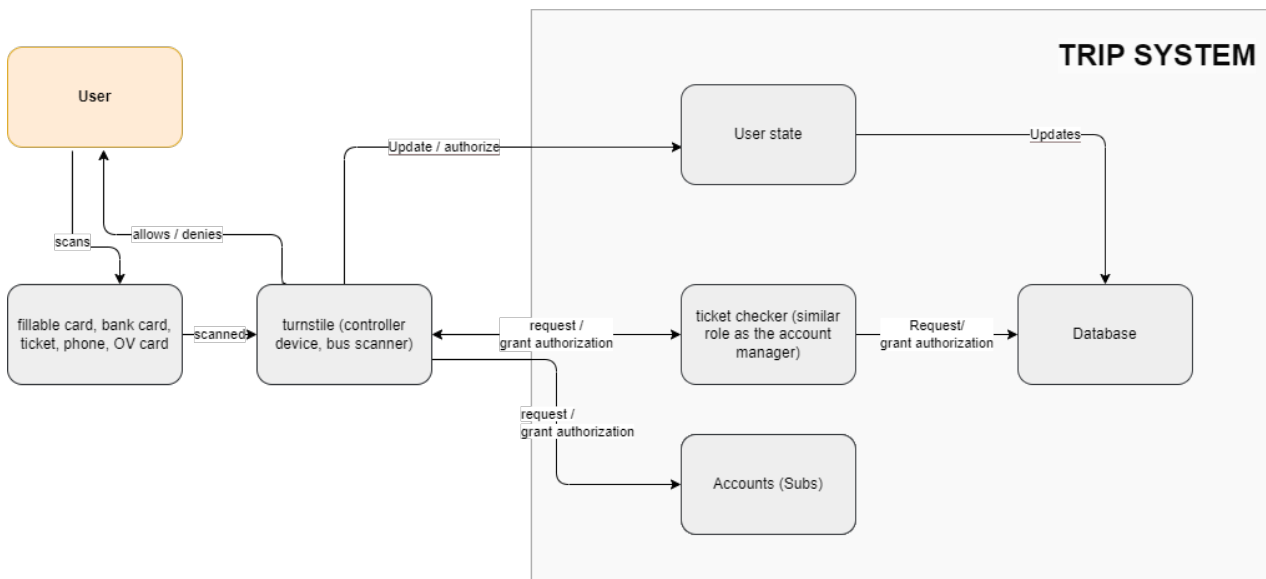 TRIP SYSTEM
User
User state
Update / authorize
Updates
scans
allows / denies
fillable card, bank card,
ticket, phone, OV card
scanned
turnstile (controller
device, bus scanner)
request /
grant authorization
ticket checker (similar
role as the account
manager)
Request/
grant authorization
Database
request /
grant authorization
Accounts (Subs)